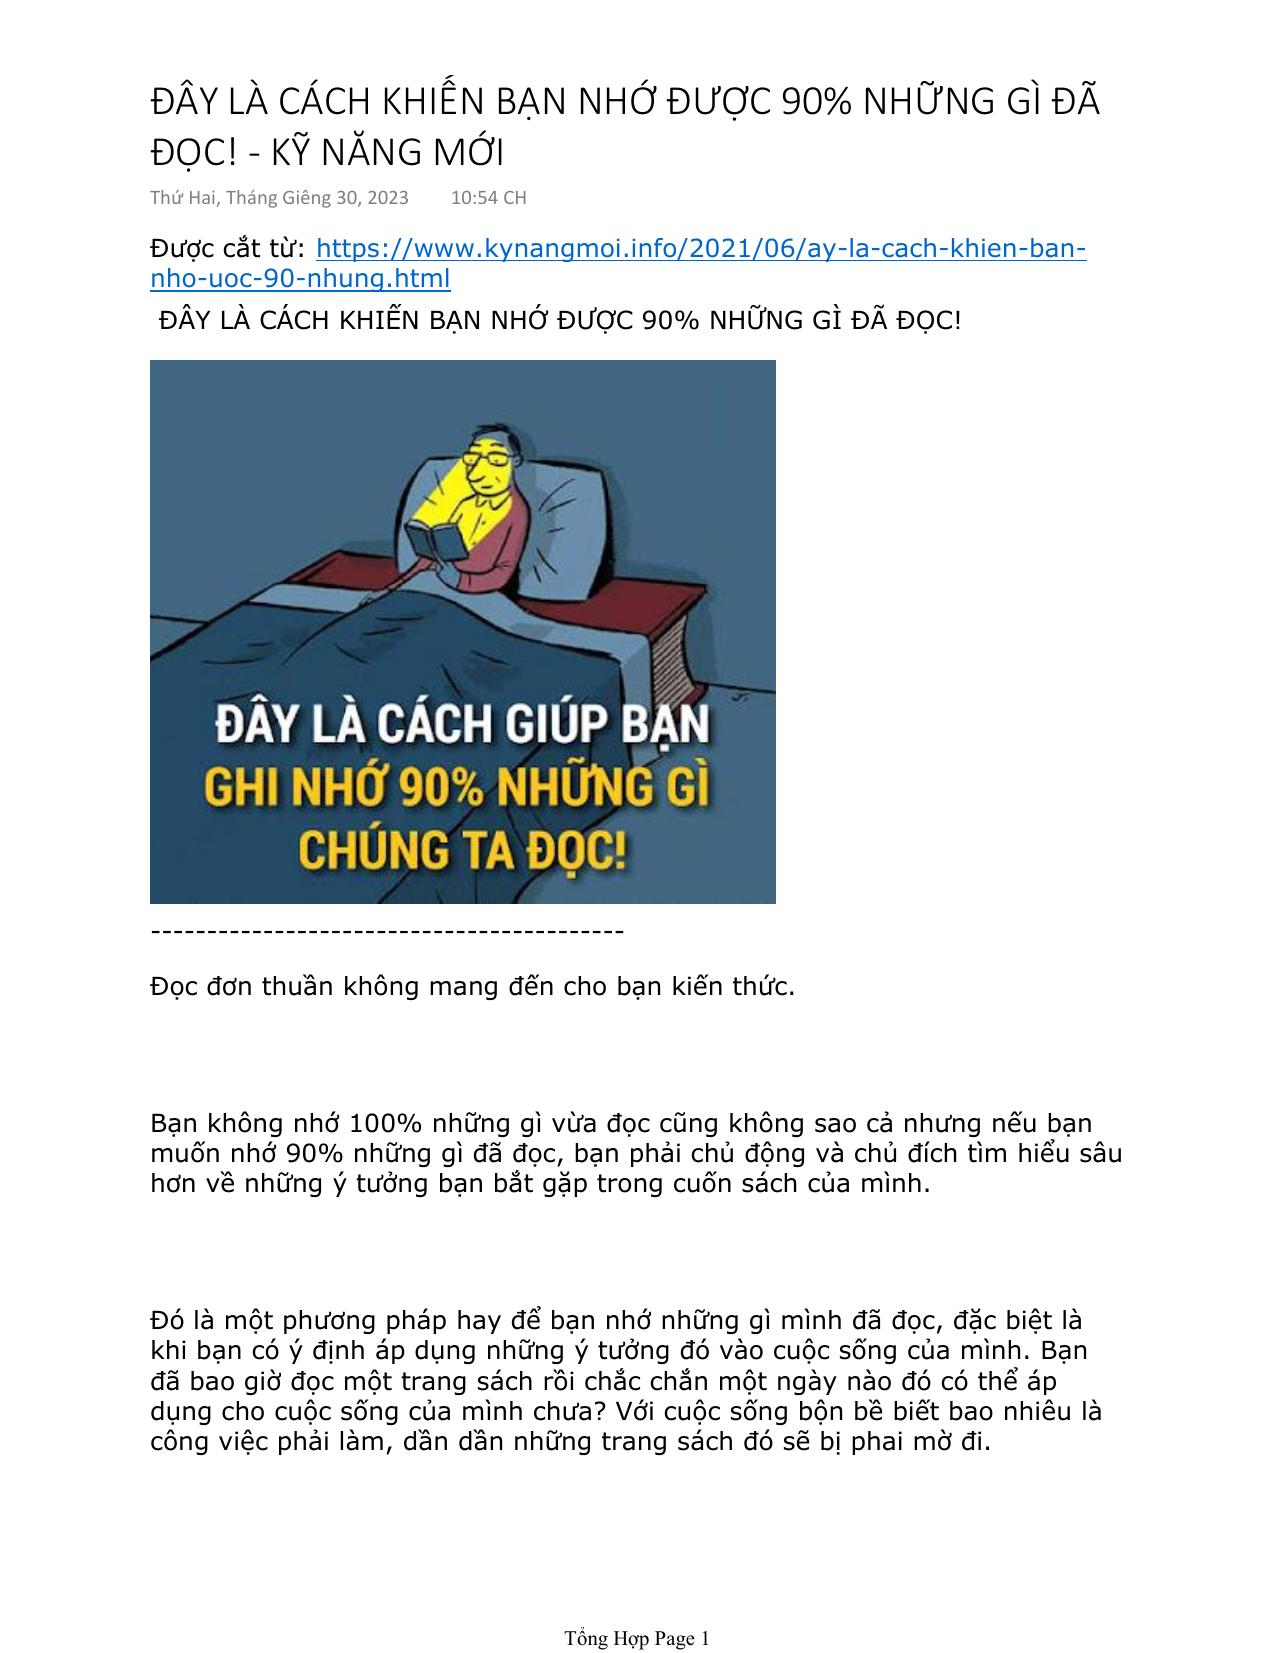 ĐÂY LÀ CÁCH KHIẾN BẠN NHỚ ĐƯỢC 90% NHỮNG GÌ ĐÃ
ĐỌC! - KỸ NĂNG MỚI
Thứ Hai, Tháng Giêng 30, 2023 10:54 CH
Được cắt từ: https://www.kynangmoi.info/2021/06/ay-la-cach-khien-ban-
nho-uoc-90-nhung.html
ĐÂY LÀ CÁCH KHIẾN BẠN NHỚ ĐƯỢC 90% NHỮNG GÌ ĐÃ ĐỌC!
ĐÂY LÀ CÁCH GIÚP BẠN
GHI NHỚ 90% NHỮNG GÌ
CHÚNG TA ĐỌC!
------------------------------------------
Đọc đơn thuần không mang đến cho bạn kiến thức.
Bạn không nhớ 100% những gì vừa đọc cũng không sao cả nhưng nếu bạn
muốn nhớ 90% những gì đã đọc, bạn phải chủ động và chủ đích tìm hiểu sâu
hơn về những ý tưởng bạn bắt gặp trong cuốn sách của mình.
Đó là một phương pháp hay để bạn nhớ những gì mình đã đọc, đặc biệt là
khi bạn có ý định áp dụng những ý tưởng đó vào cuộc sống của mình. Bạn
đã bao giờ đọc một trang sách rồi chắc chắn một ngày nào đó có thể áp
dụng cho cuộc sống của mình chưa? Với cuộc sống bộn bề biết bao nhiêu là
công việc phải làm, dần dần những trang sách đó sẽ bị phai mờ đi.
Tổng Hợp Page 1